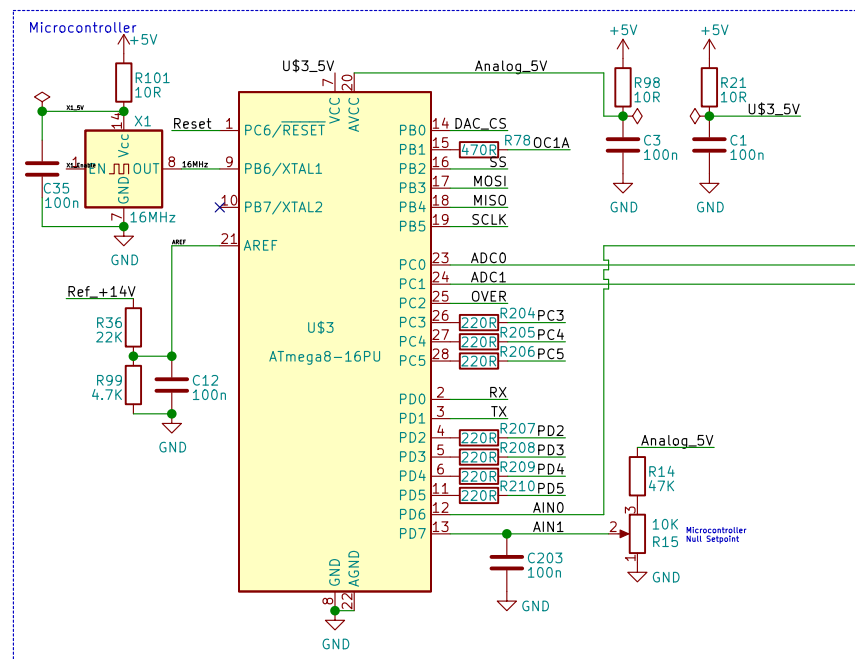 Microcontroller
+5V
R101
10R
X1_5V
14
X1
Vcc
1
EN
OUT
8
16MHz
GND
7
16MHz
C35
100n
GND
Reset
1
PC6/RESET
9
PB6/XTAL1
10
PB7/XTAL2
AREF
21
AREF
Ref_+14V
R36
22K
R99
4.7K
C12
100n
GND
U$3_5V
7
VCC
20
AVCC
Analog_5V
U$3
ATmega8-16PU
PB0
14
DAC_CS
PB1
15
470R
R78
OC1A
PB2
16
SS
PB3
17
MOSI
PB4
18
MISO
PB5
19
SCLK
PC0
23
ADC0
PC1
24
ADC1
PC2
25
OVER
PC3
26
220R
R204
PC3
PC4
27
220R
R205
PC4
PC5
28
220R
R206
PC5
PD0
2
RX
PD1
3
TX
PD2
4
220R
R207
PD2
PD3
5
220R
R208
PD3
PD4
6
220R
R209
PD4
PD5
11
220R
R210
PD5
PD6
12
AIN0
PD7
13
AIN1
GND
8
AGND
22
GND
C203
100n
GND
Analog_5V
R14
47K
3
2
1
10K
R15
Microcontroller
Null Setpoint
GND
+5V
R98
10R
C3
100n
GND
+5V
R21
10R
U$3_5V
C1
100n
GND